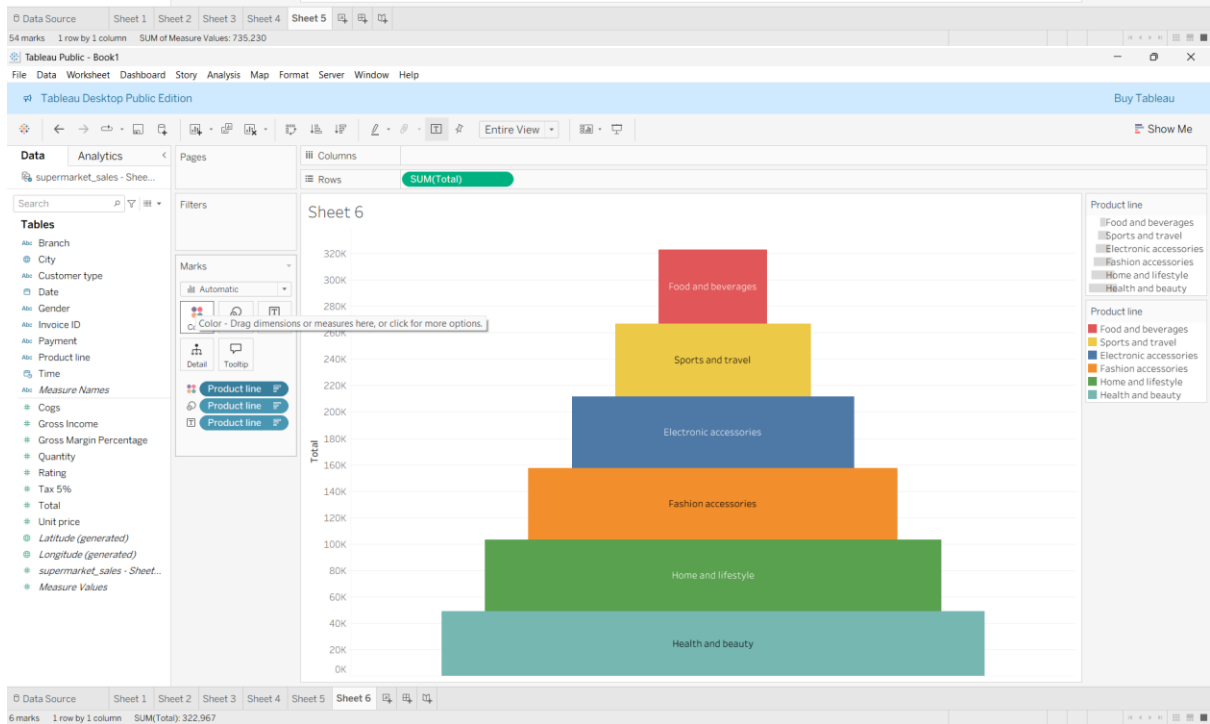 Data Source Sheet 1 Sheet 2 Sheet 3 Sheet 4 Sheet 5
54 marks 1 row by 1 column SUM of Measure Values: 735,230
Tableau Public - Book1
File Data Worksheet Dashboard Story Analysis Map Format Server Window Help
Tableau Desktop Public Edition Buy Tableau
Entire View Show Me
Data Analytics Pages Columns
supermarket_sales - Shee... Rows SUM(Total)
Search Filters Sheet 6
Tables
Abc Branch
City
Abc Customer type
Date
Abc Gender
Abc Invoice ID
Abc Payment
Abc Product line
Time
Abc Measure Names
# Cogs
# Gross Income
# Gross Margin Percentage
# Quantity
# Rating
# Tax 5%
# Total
# Unit price
Latitude (generated)
Longitude (generated)
# supermarket_sales - Sheet...
# Measure Values
Marks
Automatic
Color - Drag dimensions or measures here, or click for more options.
Detail Tooltip
Product line
Product line
T Product line
Total
320K
300K
280K
260K
240K
220K
200K
180K
160K
140K
120K
100K
80K
60K
40K
20K
0K
Food and beverages
Sports and travel
Electronic accessories
Fashion accessories
Home and lifestyle
Health and beauty
Product line
Food and beverages
Sports and travel
Electronic accessories
Fashion accessories
Home and lifestyle
Health and beauty
Product line
Food and beverages
Sports and travel
Electronic accessories
Fashion accessories
Home and lifestyle
Health and beauty
Data Source Sheet 1 Sheet 2 Sheet 3 Sheet 4 Sheet 5 Sheet 6
6 marks 1 row by 1 column SUM(Total): 322,967